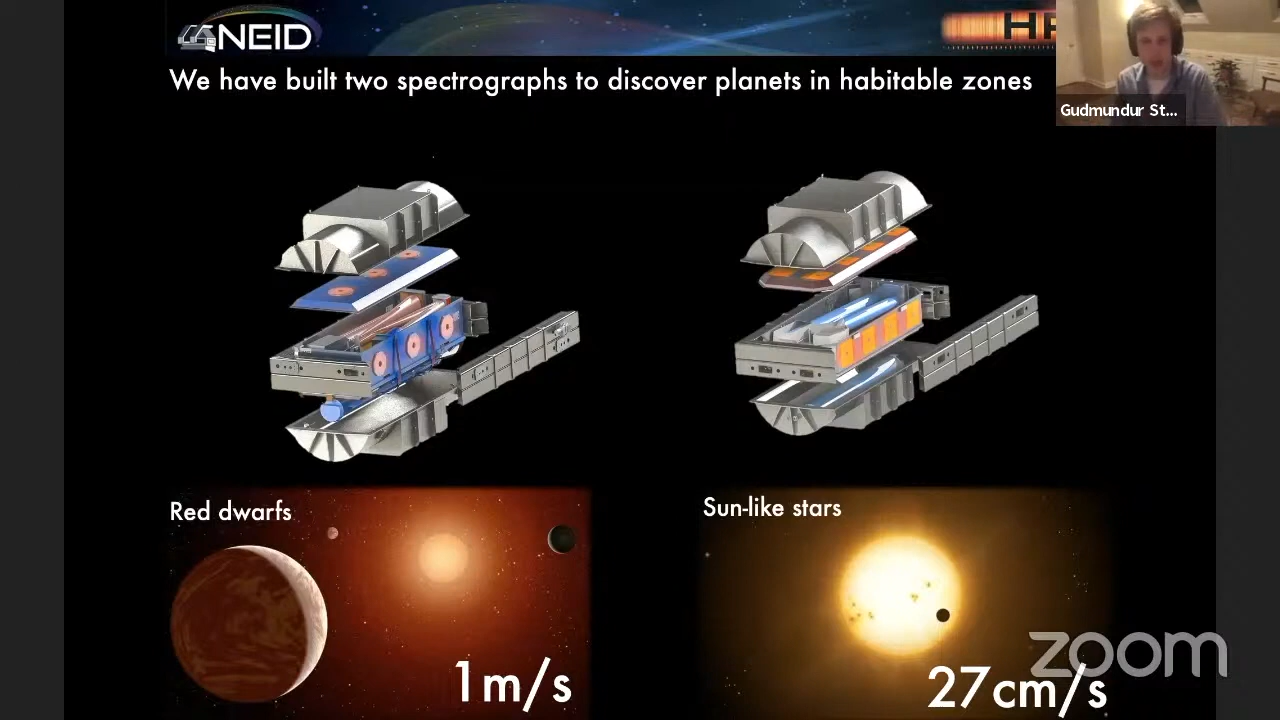 NEID
HP
We have built two spectrographs to discover planets in habitable zones
Gudmundur St...
Red dwarfs
Sun-like stars
1m/s
27cm/s
zoom